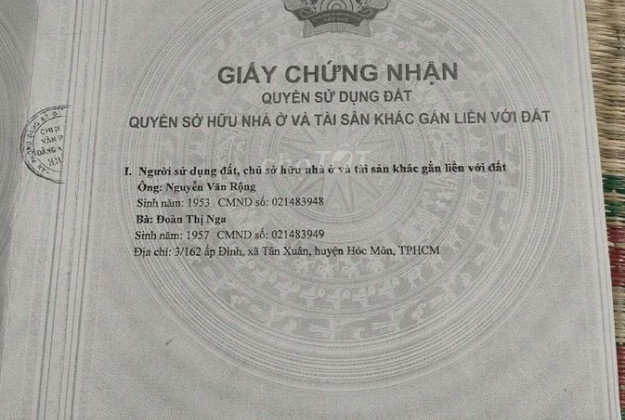 GIẤY CHỨNG NHẬN
QUYỀN SỬ DỤNG ĐẤT
QUYỀN SỞ HỮU NHÀ Ở VÀ TÀI SẢN KHÁC GẮN LIỀN VỚI ĐẤT
I. Người sử dụng đất, chủ sở hữu nhà ở và tài sản khác gắn liền với đất
Ông: Nguyễn Văn Rộng
Sinh năm: 1953 CMND số: 021483948
Bà: Đoàn Thị Nga
Sinh năm: 1957 CMND số: 021483949
Địa chỉ: 3/162 ấp Đình, xã Tân Xuân, huyện Hóc Môn, TPHCM